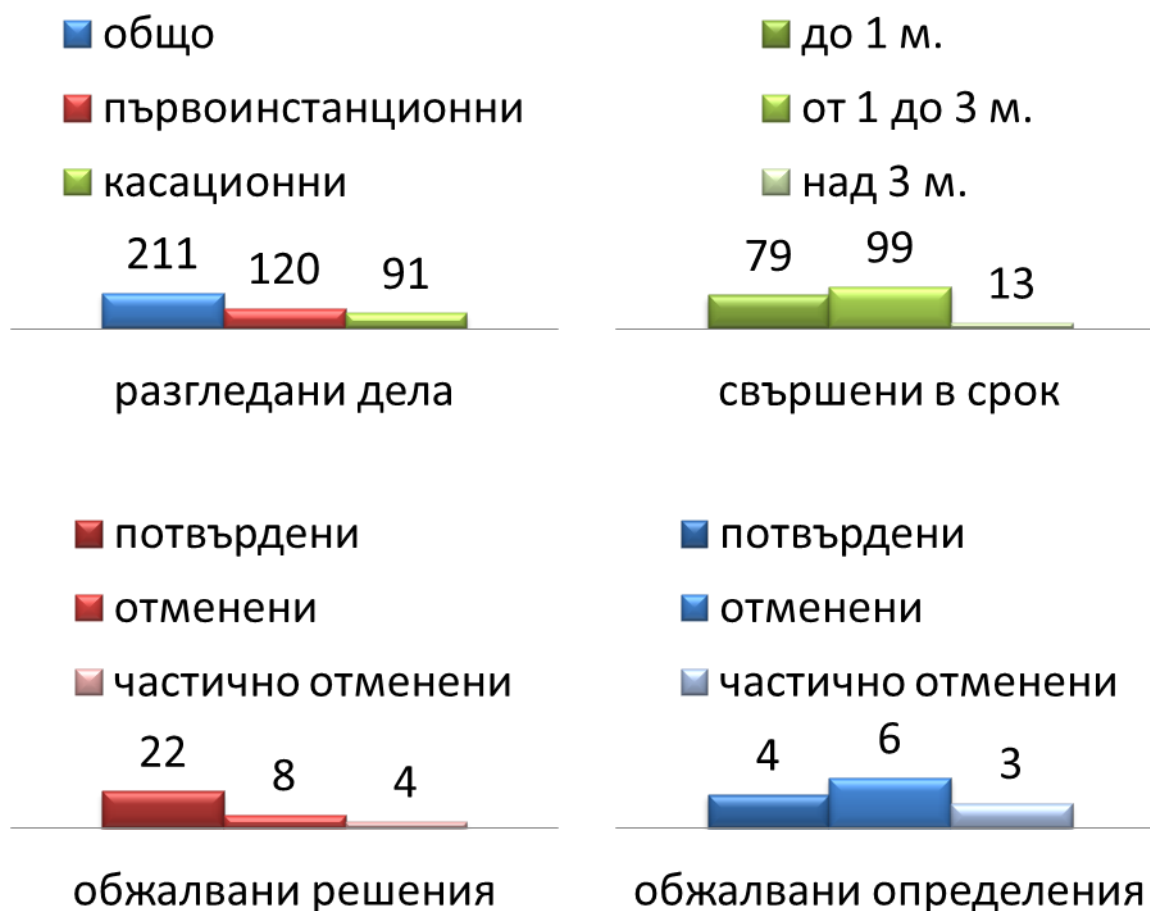 общо
първоинстанционни
касационни
211 120 91
разгледани дела
до 1 м.
от 1 до 3 м.
над 3 м.
79 99 13
свършени в срок
потвърдени
отменени
частично отменени
22 8 4
обжалвани решения
потвърдени
отменени
частично отменени
4 6 3
обжалвани определения